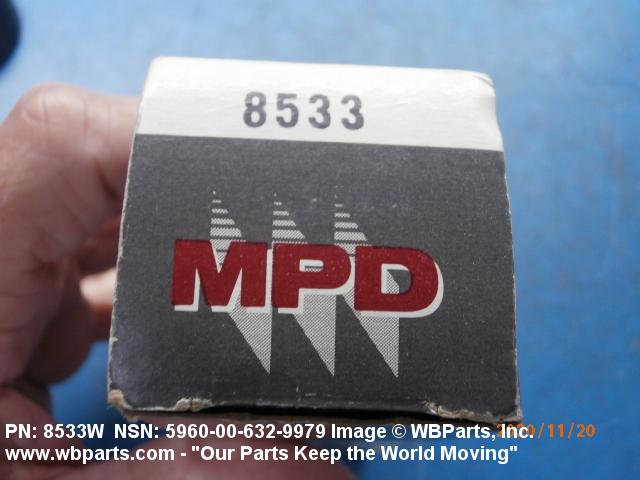 8533
MPD
PN: 8533W NSN: 5960-00-632-9979 Image © WBParts, Inc.
www.wbparts.com - "Our Parts Keep the World Moving"